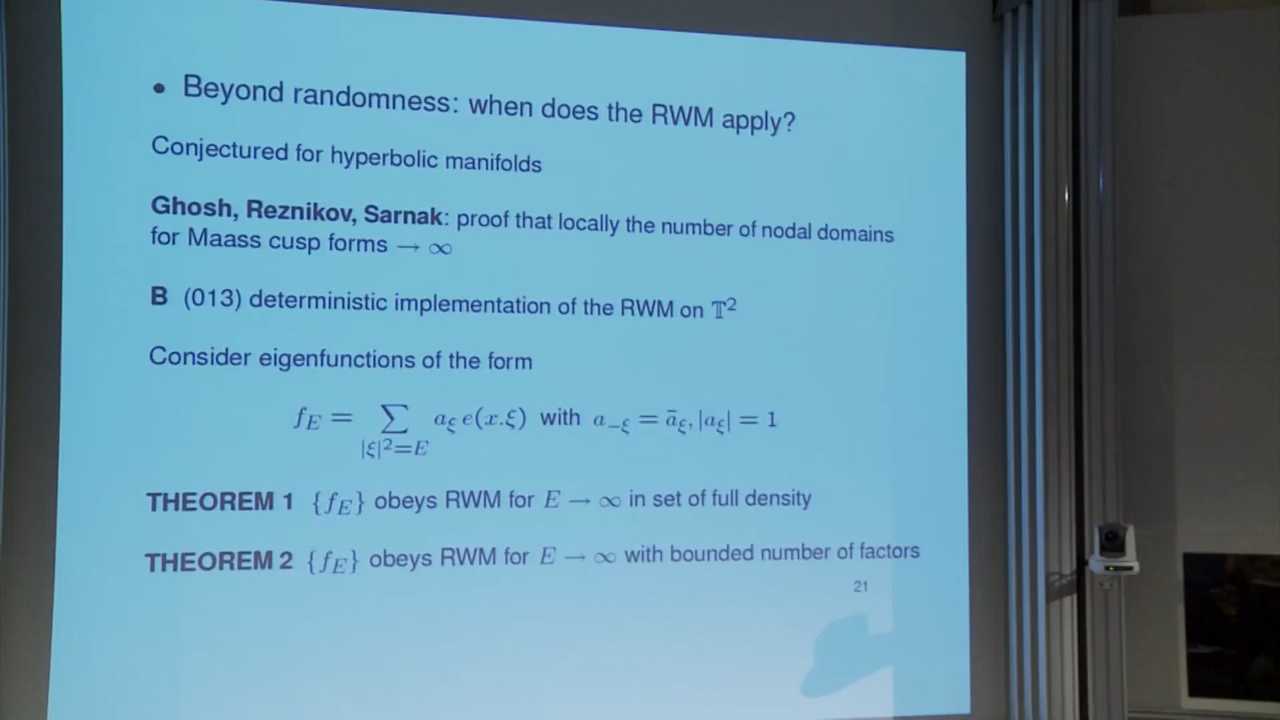 • Beyond randomness: when does the RWM apply?
Conjectured for hyperbolic manifolds
Ghosh, Reznikov, Sarnak: proof that locally the number of nodal domains
for Maass cusp forms → ∞
B (013) deterministic implementation of the RWM on 𝕋²
Consider eigenfunctions of the form
f_E = ∑_{|ξ|²=E} a_ξ e(x.ξ) with a_{-ξ} = ā_ξ, |a_ξ| = 1
THEOREM 1 {f_E} obeys RWM for E → ∞ in set of full density
THEOREM 2 {f_E} obeys RWM for E → ∞ with bounded number of factors
21